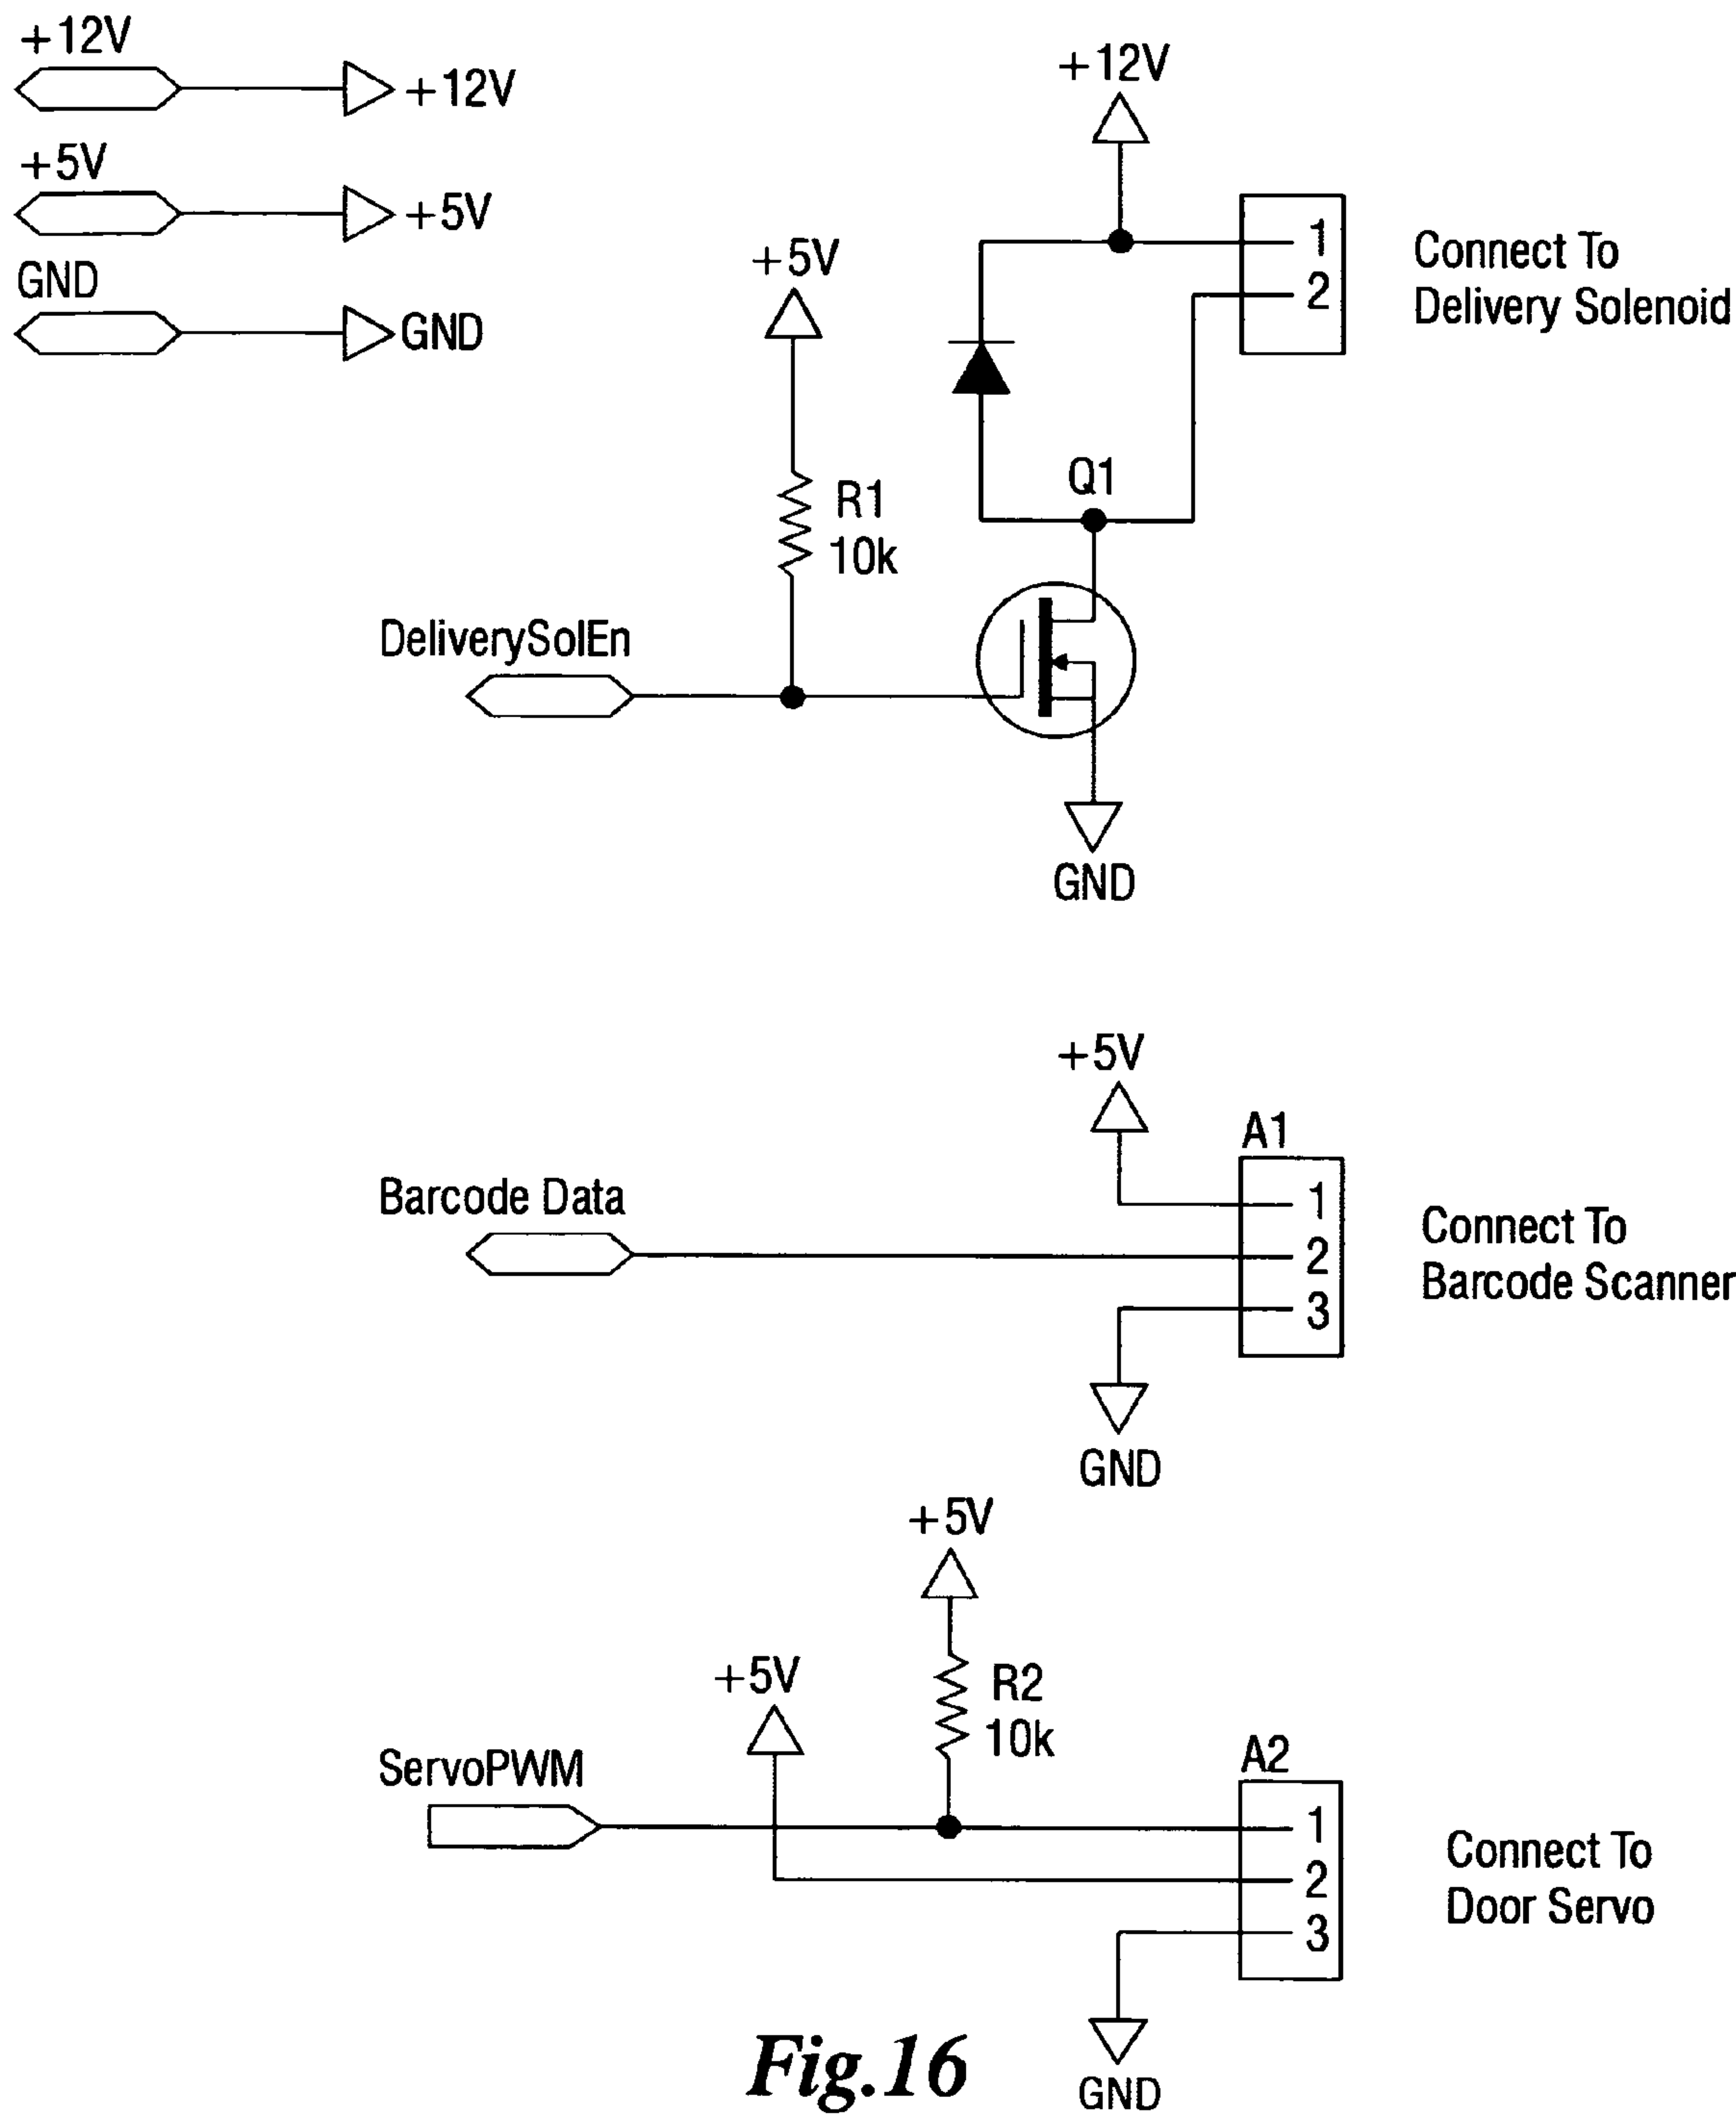 +12V
+12V
+5V
+5V
GND
GND
+12V
1
2
Connect To
Delivery Solenoid
+5V
R1
10k
Q1
DeliverySolEn
GND
+5V
A1
Barcode Data
1
2
3
Connect To
Barcode Scanner
GND
+5V
R2
10k
+5V
ServoPWM
A2
1
2
3
Connect To
Door Servo
GND
Fig.16